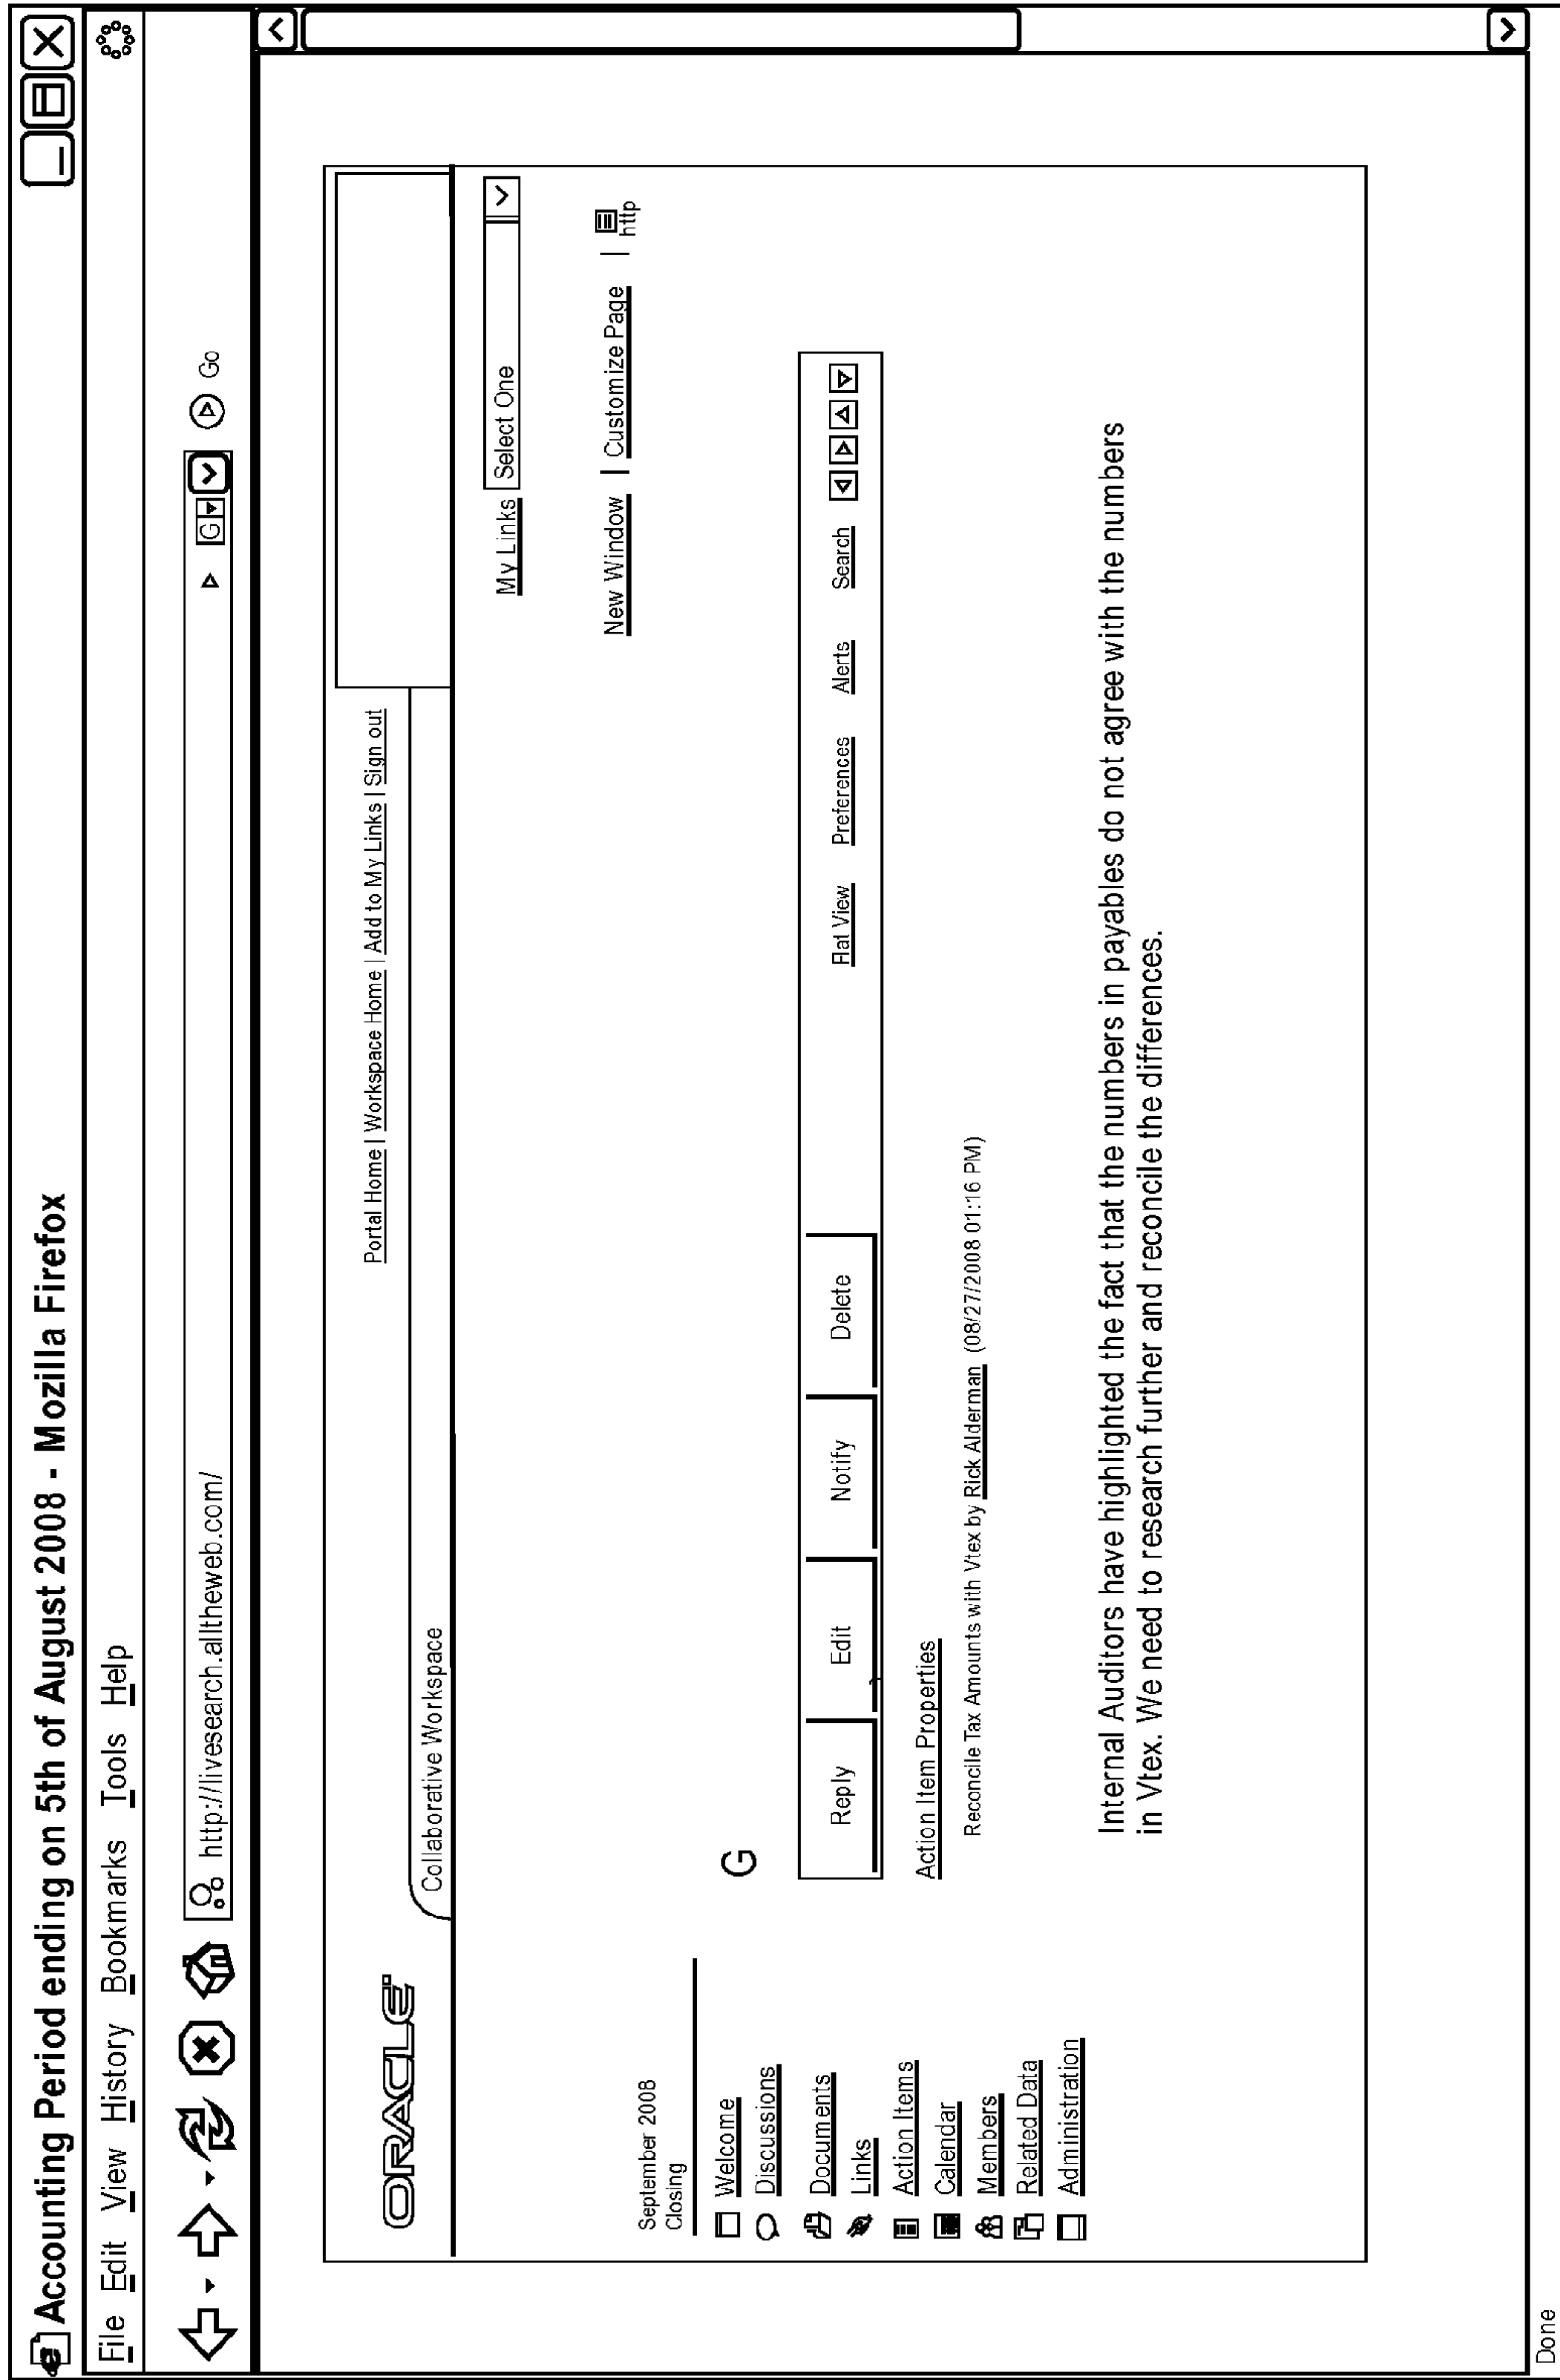 Accounting Period ending on 5th of August 2008 - Mozilla Firefox
File Edit View History Bookmarks Tools Help
http://livesearch.alltheweb.com/ G Go
ORACLE
Portal Home | Workspace Home | Add to My Links | Sign out
Collaborative Workspace
My Links Select One
New Window | Customize Page | http
September 2008
Closing
Welcome
Discussions
Documents
Links
Action Items
Calendar
Members
Related Data
Administration
G
Reply Edit Notify Delete Flat View Preferences Alerts Search
Action Item Properties
Reconcile Tax Amounts with Vtex by Rick Alderman (08/27/2008 01:16 PM)
Internal Auditors have highlighted the fact that the numbers in payables do not agree with the numbers
in Vtex. We need to research further and reconcile the differences.
Done